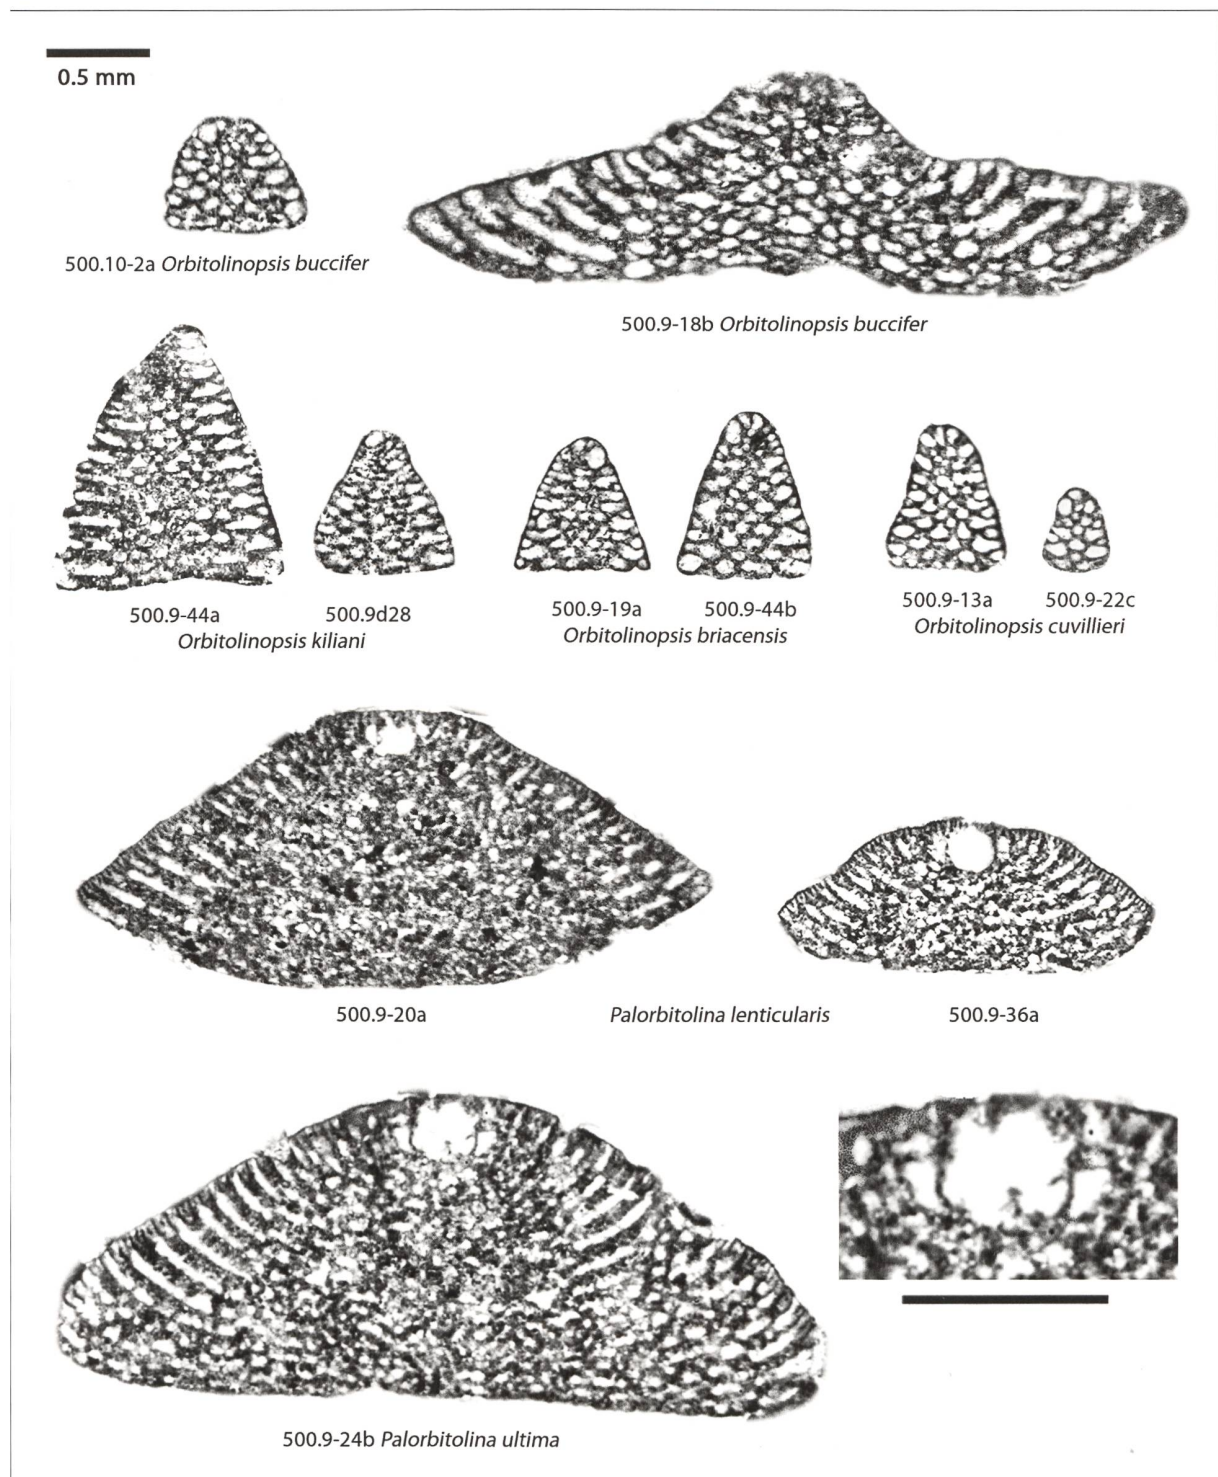 0.5 mm
500.10-2a Orbitolinopsis buccifer
500.9-18b Orbitolinopsis buccifer
500.9-44a 500.9d28 500.9-19a 500.9-44b 500.9-13a 500.9-22c
Orbitolinopsis kiliani Orbitolinopsis briacensis Orbitolinopsis cuvillieri
500.9-20a Palorbitolina lenticularis 500.9-36a
500.9-24b Palorbitolina ultima